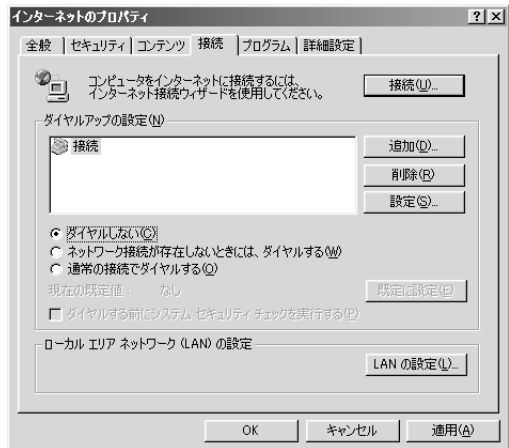 インターネットのプロパティ
全般 セキュリティ コンテンツ 接続 プログラム 詳細設定
コンピュータをインターネットに接続するには、
インターネット接続ウィザードを使用してください。
接続(U)...
ダイヤルアップの設定(N)
接続
追加(D)...
削除(R)
設定(S)...
ダイヤルしない(C)
ネットワーク接続が存在しないときには、ダイヤルする(W)
通常の接続でダイヤルする(O)
現在の既定値: なし
既定に設定(E)
ダイヤルする前にシステム セキュリティ チェックを実行する(P)
ローカル エリア ネットワーク (LAN) の設定
LAN の設定(L)...
OK キャンセル 適用(A)